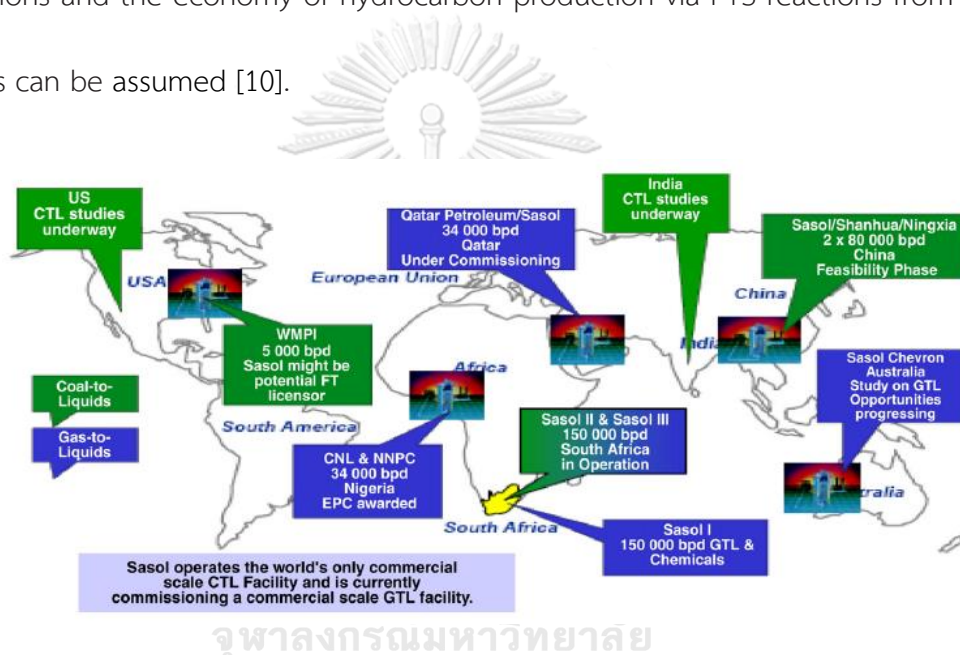 ions and the economy of hydrocarbon production via FTS reactions from
s can be assumed [10].
US
CTL studies
underway
India
CTL studies
underway
Qatar Petroleum/Sasol
34 000 bpd
Qatar
Under Commissioning
Sasol/Shanhua/Ningxia
2 x 80 000 bpd
China
Feasibility Phase
USA
European Union
China
India
WMPI
5 000 bpd
Sasol might be
potential FT
licensor
Africa
Sasol Chevron
Australia
Study on GTL
Opportunities
progressing
Coal-to-
Liquids
Gas-to-
Liquids
South America
Sasol II & Sasol III
150 000 bpd
South Africa
in Operation
CNL & NNPC
34 000 bpd
Nigeria
EPC awarded
tralia
South Africa
Sasol I
150 000 bpd GTL &
Chemicals
Sasol operates the world's only commercial
scale CTL Facility and is currently
commissioning a commercial scale GTL facility.
จุฬาลงกรณ์มหาวิทยาลัย